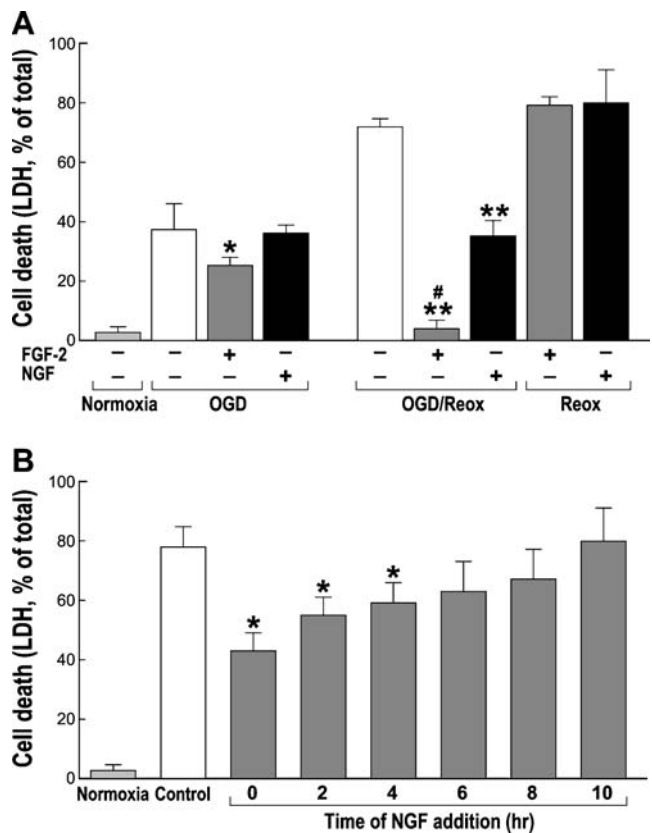 A
Cell death (LDH, % of total)
100
80
60
40
20
0
*
**
#
**
FGF-2 − − + − − + − + −
NGF − − − + − − + − +
Normoxia OGD OGD/Reox Reox
B
Cell death (LDH, % of total)
100
80
60
40
20
0
*
*
*
Normoxia Control 0 2 4 6 8 10
Time of NGF addition (hr)